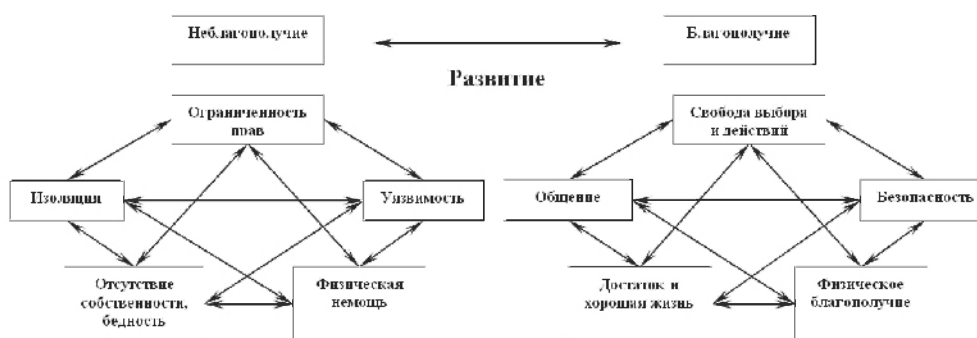 Неблагополучие
Благополучие
Развитие
Ограниченность
прав
Изоляция
Уязвимость
Отсутствие
собственности,
бедность
Физическая
немощь
Свобода выбора
и действий
Общение
Безопасность
Достаток и
хорошая жизнь
Физическое
благополучие